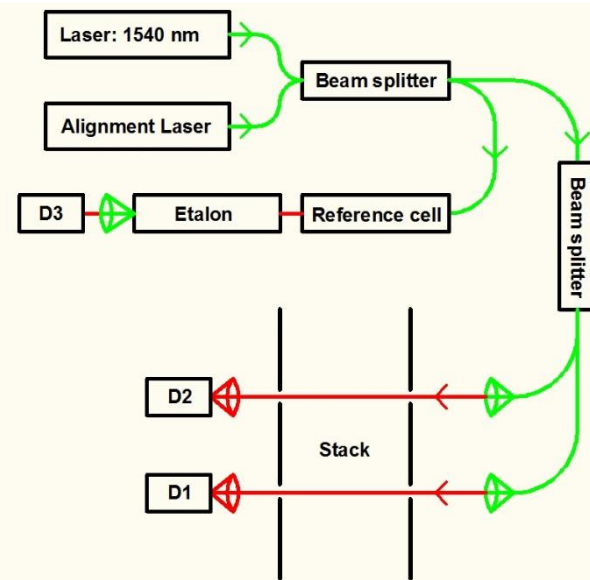 Laser: 1540 nm
Beam splitter
Alignment Laser
Beam splitter
D3
Etalon
Reference cell
D2
Stack
D1